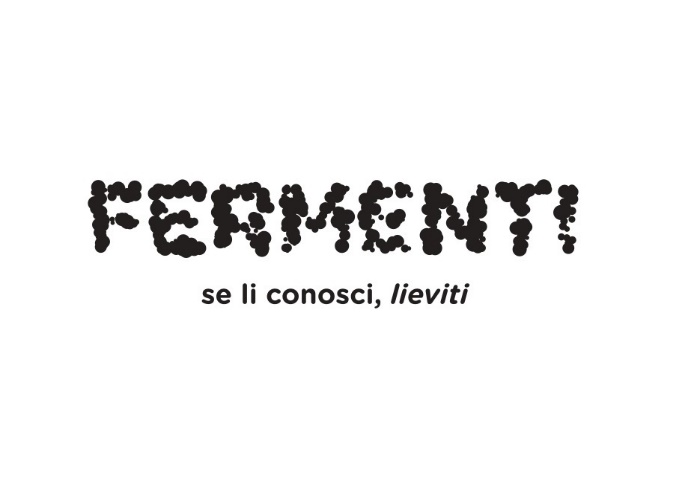 FERMENTI
se li conosci, lieviti